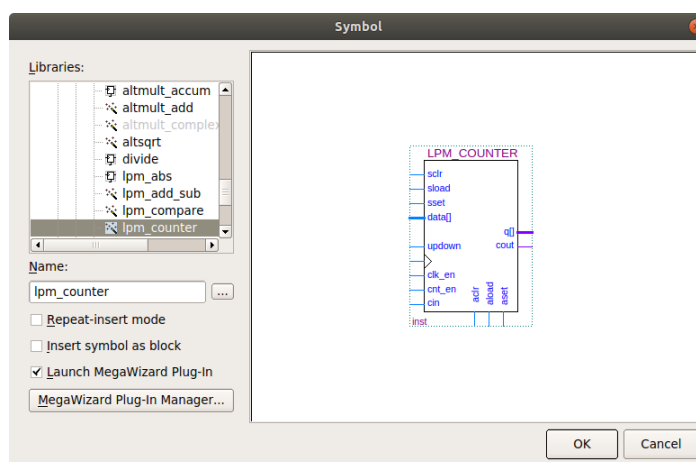 Symbol
Libraries:
altmult_accum
altmult_add
altmult_complex
altsqrt
divide
lpm_abs
lpm_add_sub
lpm_compare
lpm_counter
Name:
lpm_counter
...
Repeat-insert mode
Insert symbol as block
Launch MegaWizard Plug-In
MegaWizard Plug-In Manager...
LPM_COUNTER
sclr
sload
sset
data[]
q[]
updown
cout
clk_en
cnt_en
cin
aclr
aload
aset
inst
OK
Cancel